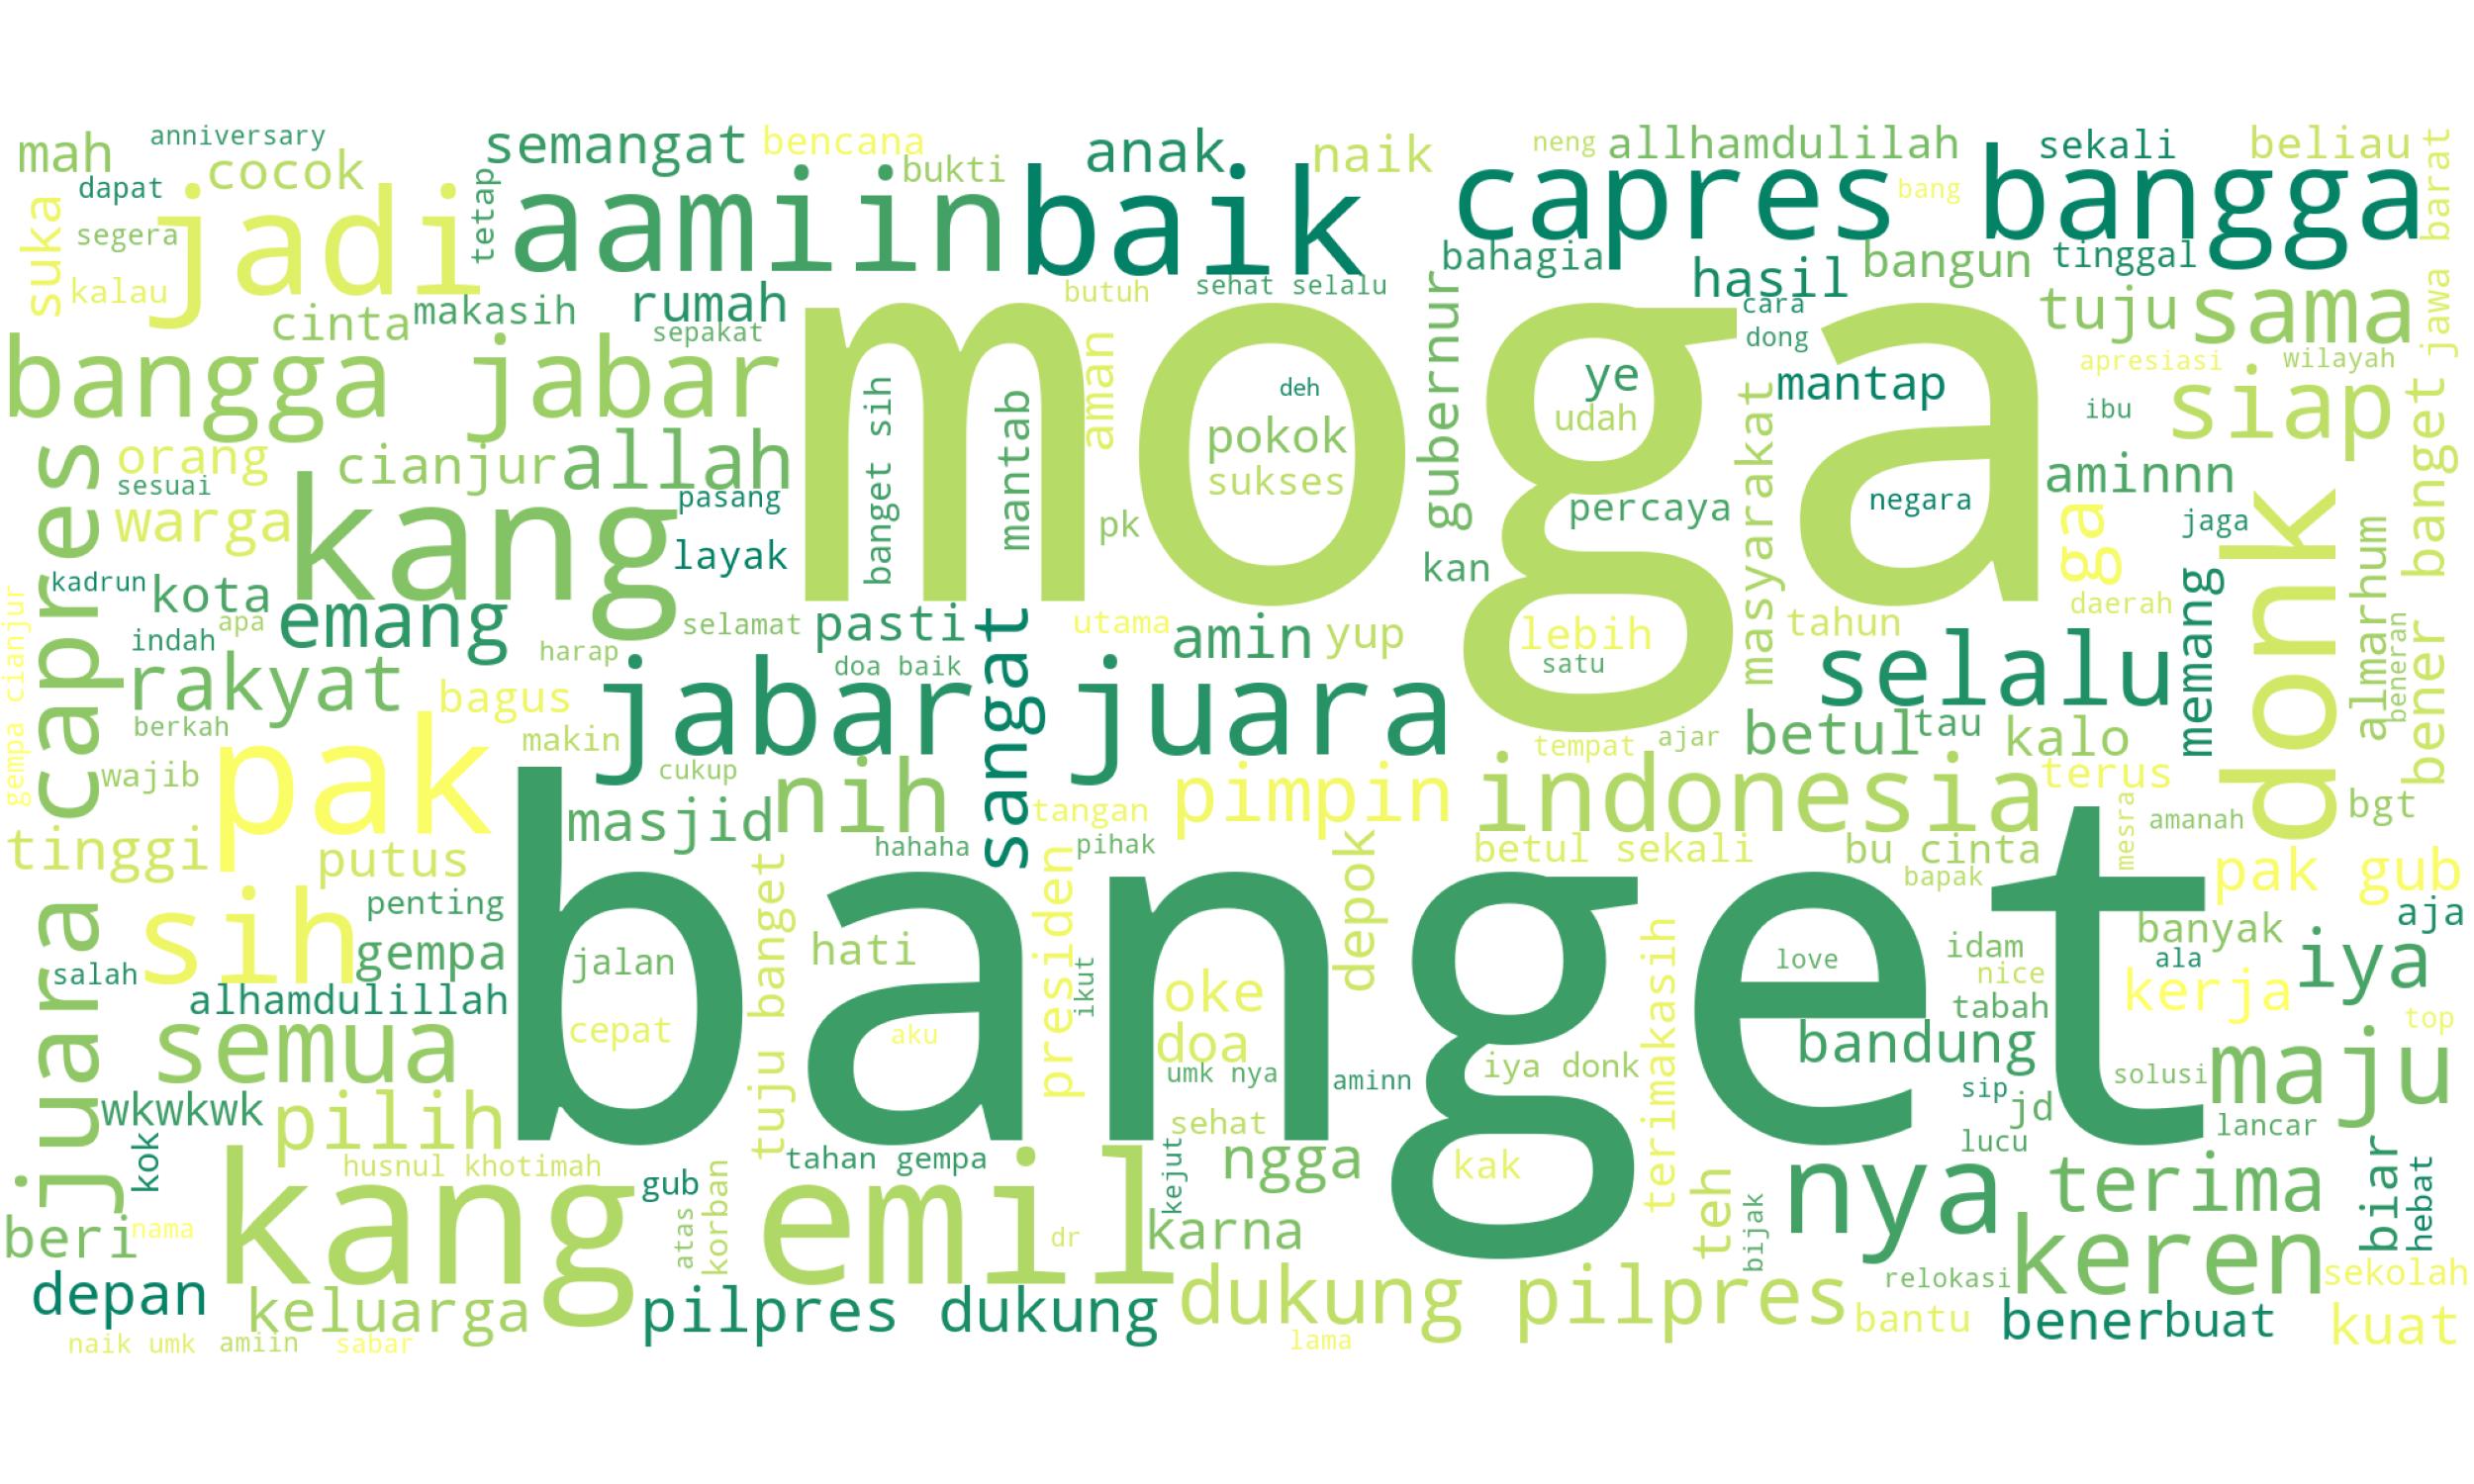 mah
anniversary
semangat
bencana
anak
naik
neng
allhamdulilah
sekali
beliau
cocok
bukti
dapat
tetap
jadi
aamiin
baik
capres
bang
bangga
jawa barat
suka
segera
kalau
bahagia
hasil
bangun
tinggal
cinta
makasih
rumah
butuh
sehat selalu
cara
tuju
sama
sepakat
dong
bangga jabar
moga
aman
gubernur
ye
mantap
apresiasi
wilayah
banget sih
mantab
deh
udah
masyarakat
ibu
siap
bener banget
capres juara
orang
cianjur
allah
pokok
sukses
aminnn
sesuai
pasang
negara
warga
kang
pk
percaya
ga
jaga
donk
layak
kan
almarhum
kadrun
kota
memang
gempa cianjur
apa
emang
selamat
pasti
sangat
utama
amin
yup
lebih
tahun
daerah
beneran
indah
harap
satu
rakyat
doa baik
selalu
bagus
jabar juara
berkah
makin
tempat
ajar
betul
tau
kalo
wajib
pak
cukup
nih
pimpin
indonesia
terus
masjid
tangan
mesra
amanah
bgt
tinggi
putus
hahaha
pihak
depok
betul sekali
bu cinta
bapak
pak gub
sih
penting
banget
tuju banget
presiden
terimakasih
banyak
aja
gempa
jalan
hati
love
idam
ala
iya
salah
ikut
nice
kerja
alhamdulillah
oke
tabah
top
semua
cepat
aku
doa
bandung
umk nya
aminn
iya donk
solusi
maju
wkwkwk
pilih
sehat
sip
jd
lancar
kok
lucu
tahan gempa
kejut
ngga
kak
teh
biar
husnul khotimah
gub
korban
kang emil
nya
terima
hebat
beri
nama
atas
dr
karna
bijak
keren
depan
relokasi
sekolah
keluarga
pilpres dukung
dukung pilpres
bantu
bener
buat
kuat
naik umk
amiin
sabar
lama